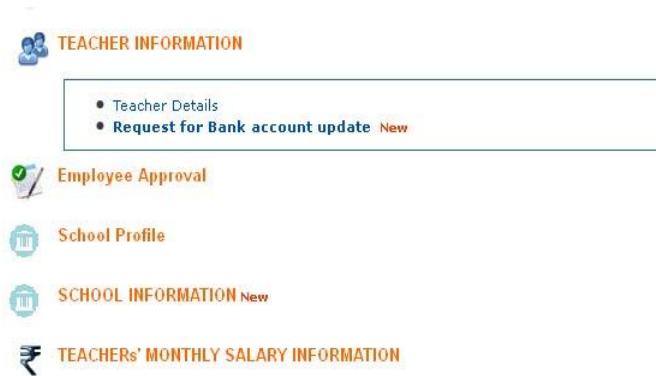 TEACHER INFORMATION
Teacher Details
Request for Bank account update New
Employee Approval
School Profile
SCHOOL INFORMATION New
TEACHERs' MONTHLY SALARY INFORMATION